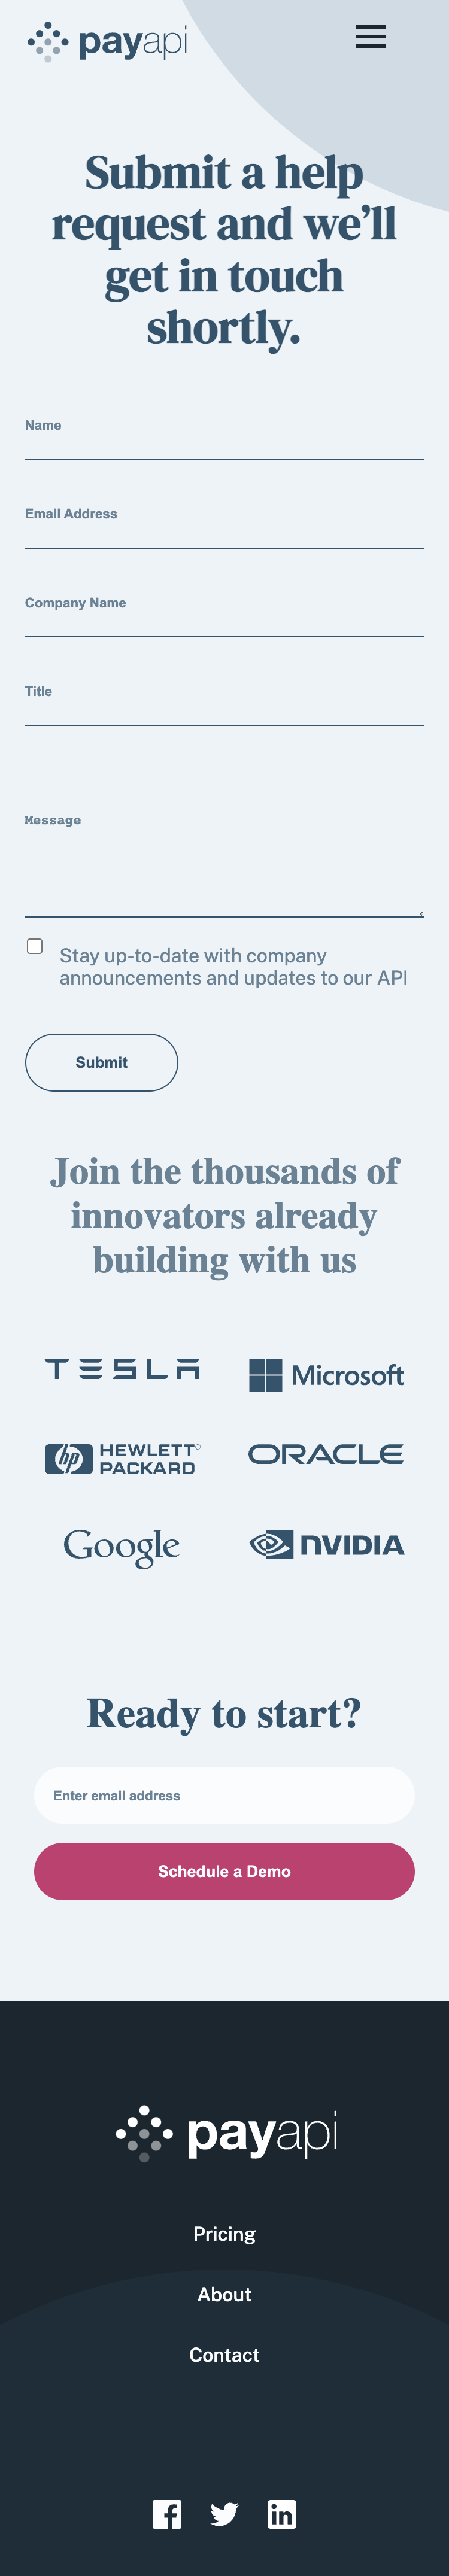 payapi
Submit a help
request and we’ll
get in touch
shortly.
Name
Email Address
Company Name
Title
Message
Stay up-to-date with company
announcements and updates to our API
Submit
Join the thousands of
innovators already
building with us
TESLA
Microsoft
hp HEWLETT
PACKARD
ORACLE
Google
NVIDIA
Ready to start?
Enter email address
Schedule a Demo
payapi
Pricing
About
Contact
in